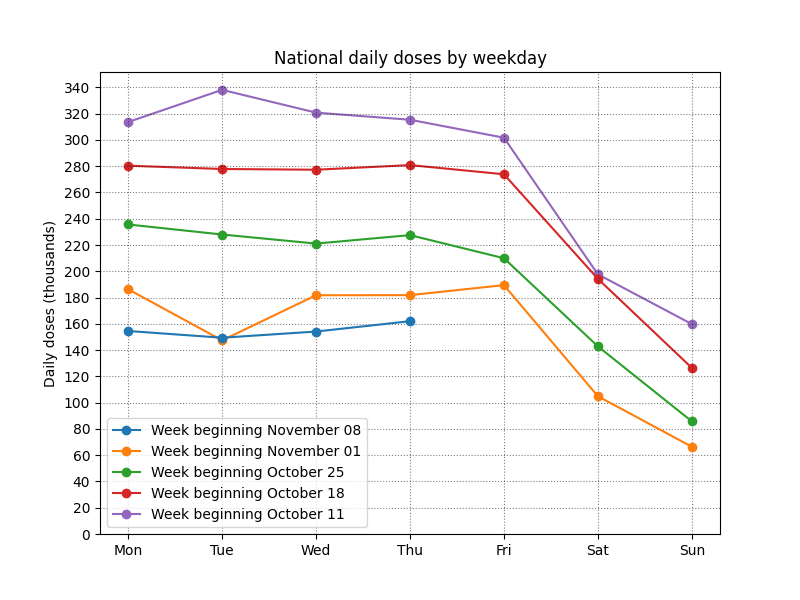 National daily doses by weekday
Daily doses (thousands)
340
320
300
280
260
240
220
200
180
160
140
120
100
80
60
40
20
0
Week beginning November 08
Week beginning November 01
Week beginning October 25
Week beginning October 18
Week beginning October 11
Mon Tue Wed Thu Fri Sat Sun